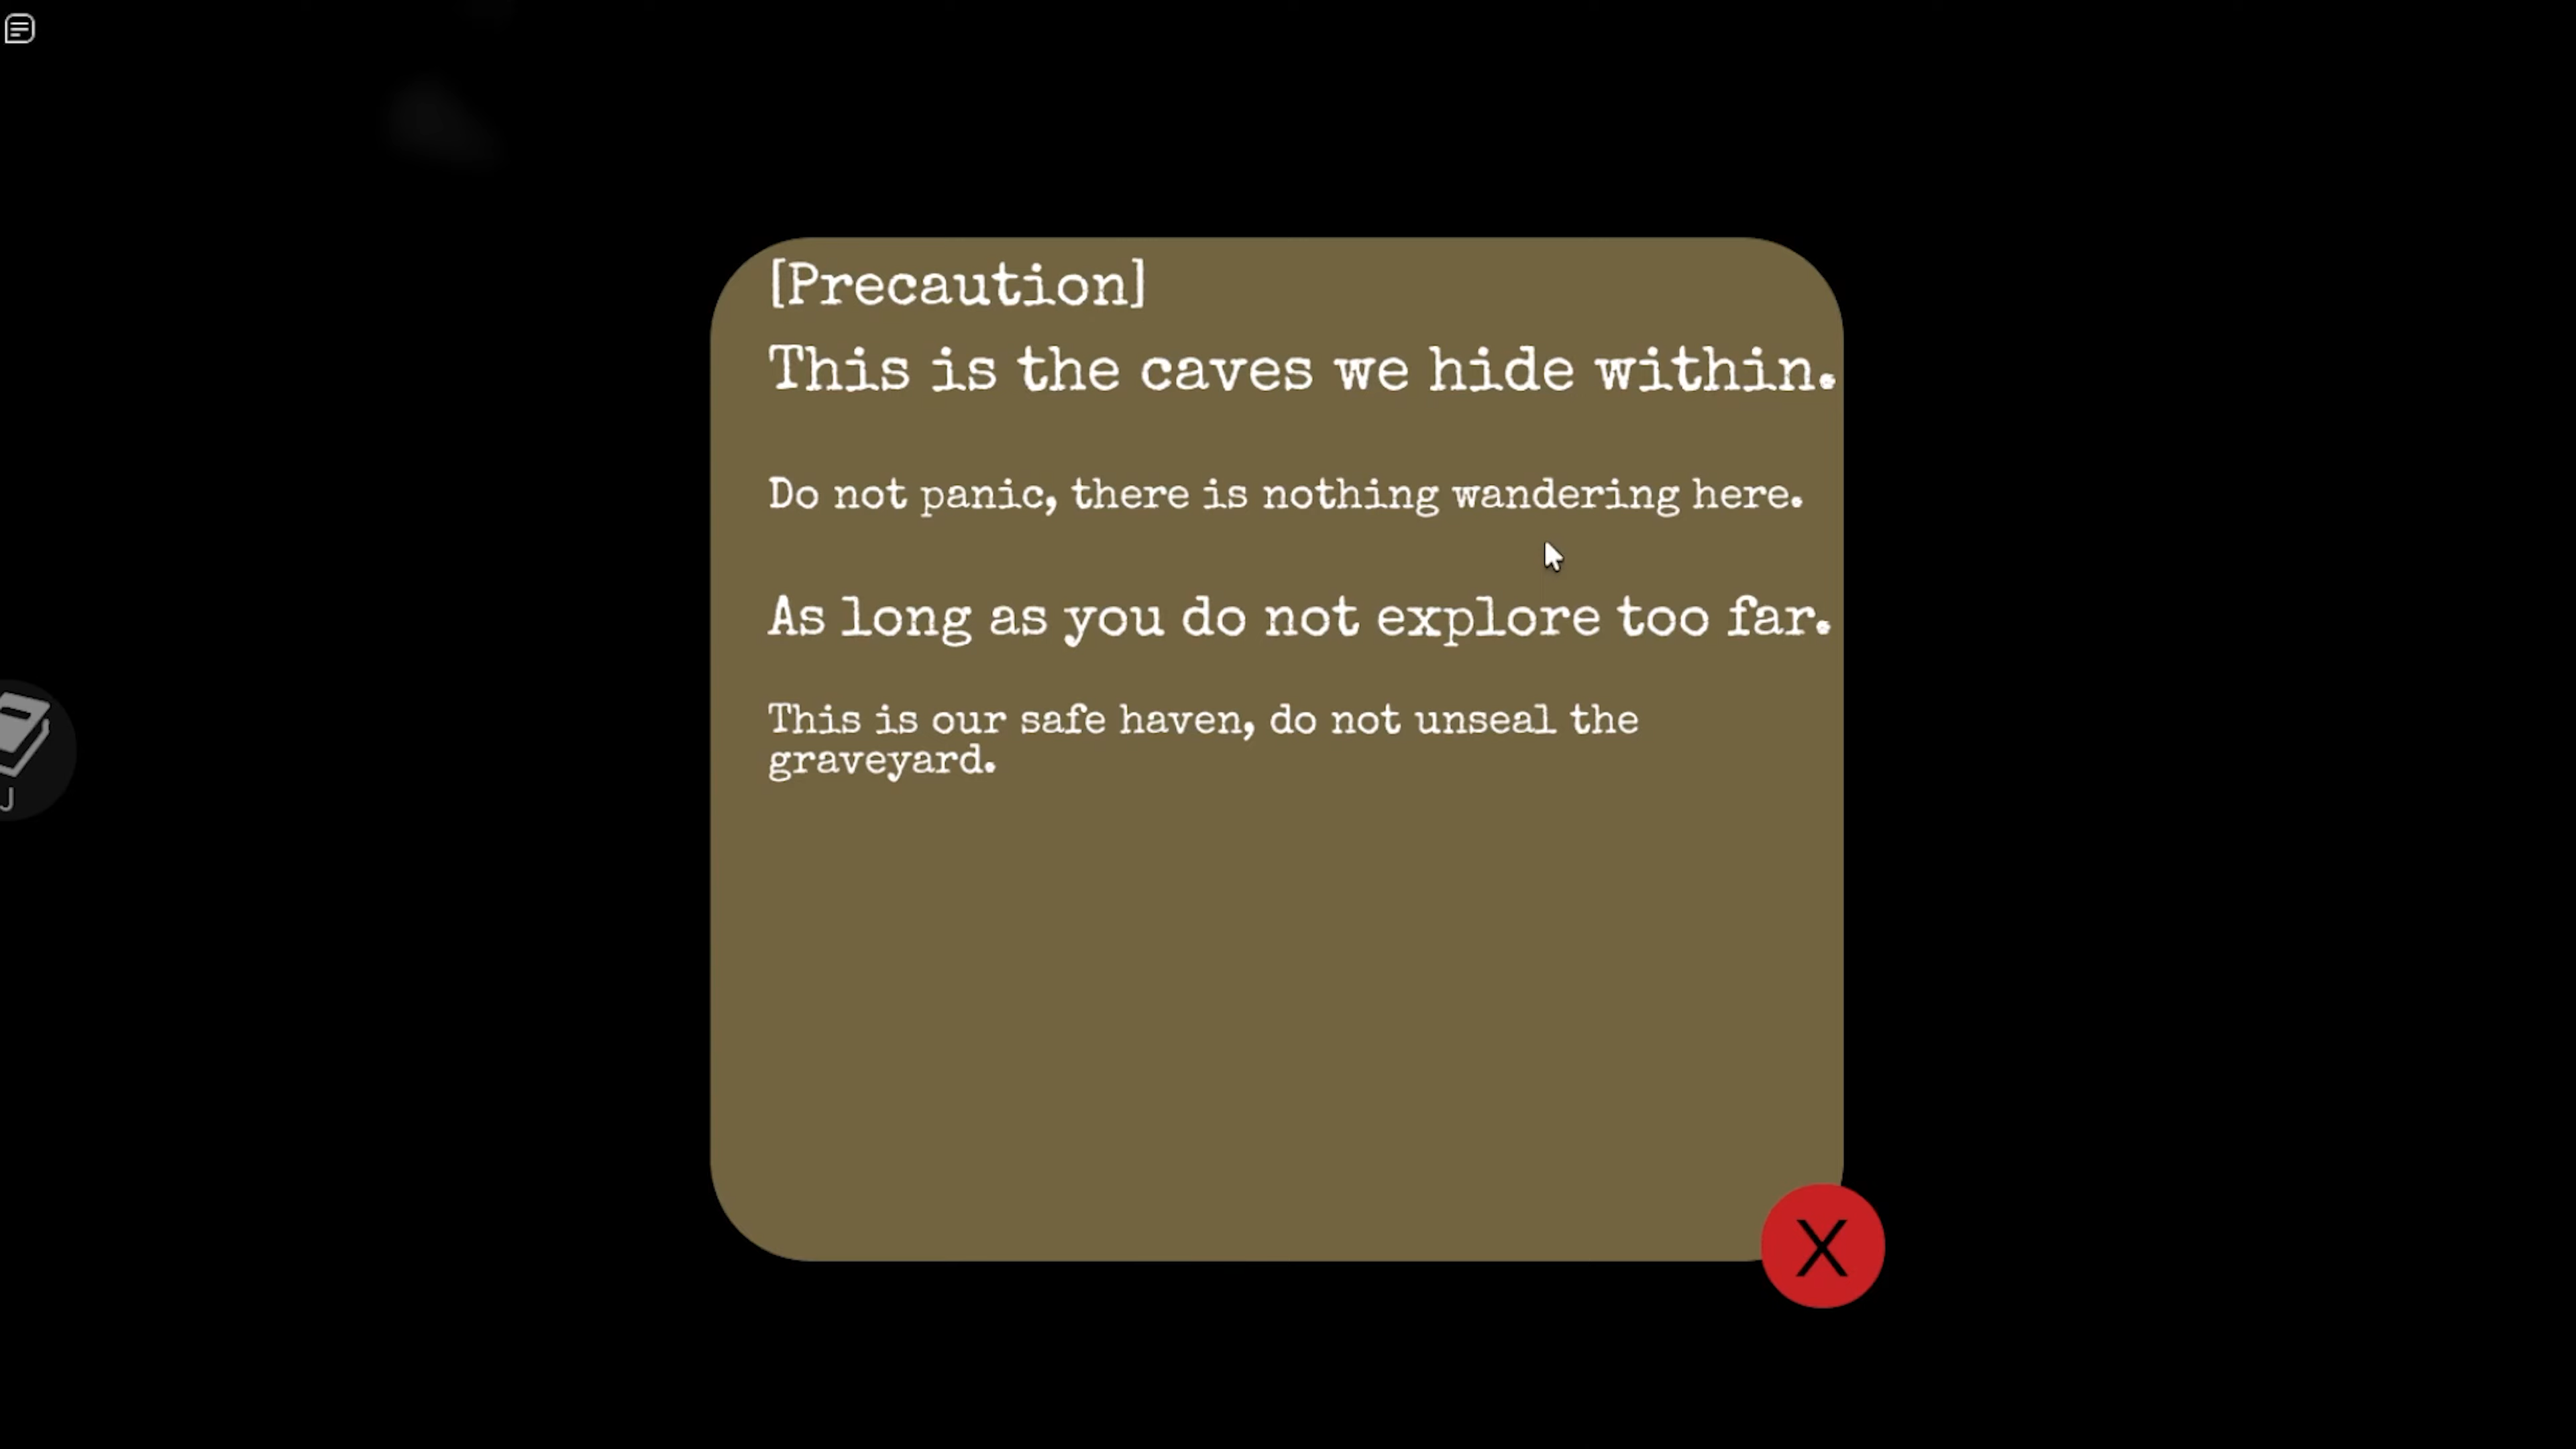 [Precaution]
This is the caves we hide within.
Do not panic, there is nothing wandering here.
As long as you do not explore too far.
This is our safe haven, do not unseal the
graveyard.
J
X